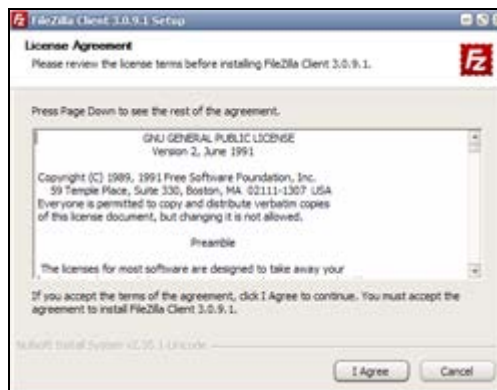 FileZilla Client 3.0.9.1 Setup
License Agreement
Please review the license terms before installing FileZilla Client 3.0.9.1.
Fz
Press Page Down to see the rest of the agreement.
GNU GENERAL PUBLIC LICENSE
Version 2, June 1991
Copyright (C) 1989, 1991 Free Software Foundation, Inc.
59 Temple Place, Suite 330, Boston, MA 02111-1307 USA
Everyone is permitted to copy and distribute verbatim copies
of this license document, but changing it is not allowed.
Preamble
The licenses for most software are designed to take away your
If you accept the terms of the agreement, click I Agree to continue. You must accept the
agreement to install FileZilla Client 3.0.9.1.
Nullsoft Install System
I Agree
Cancel